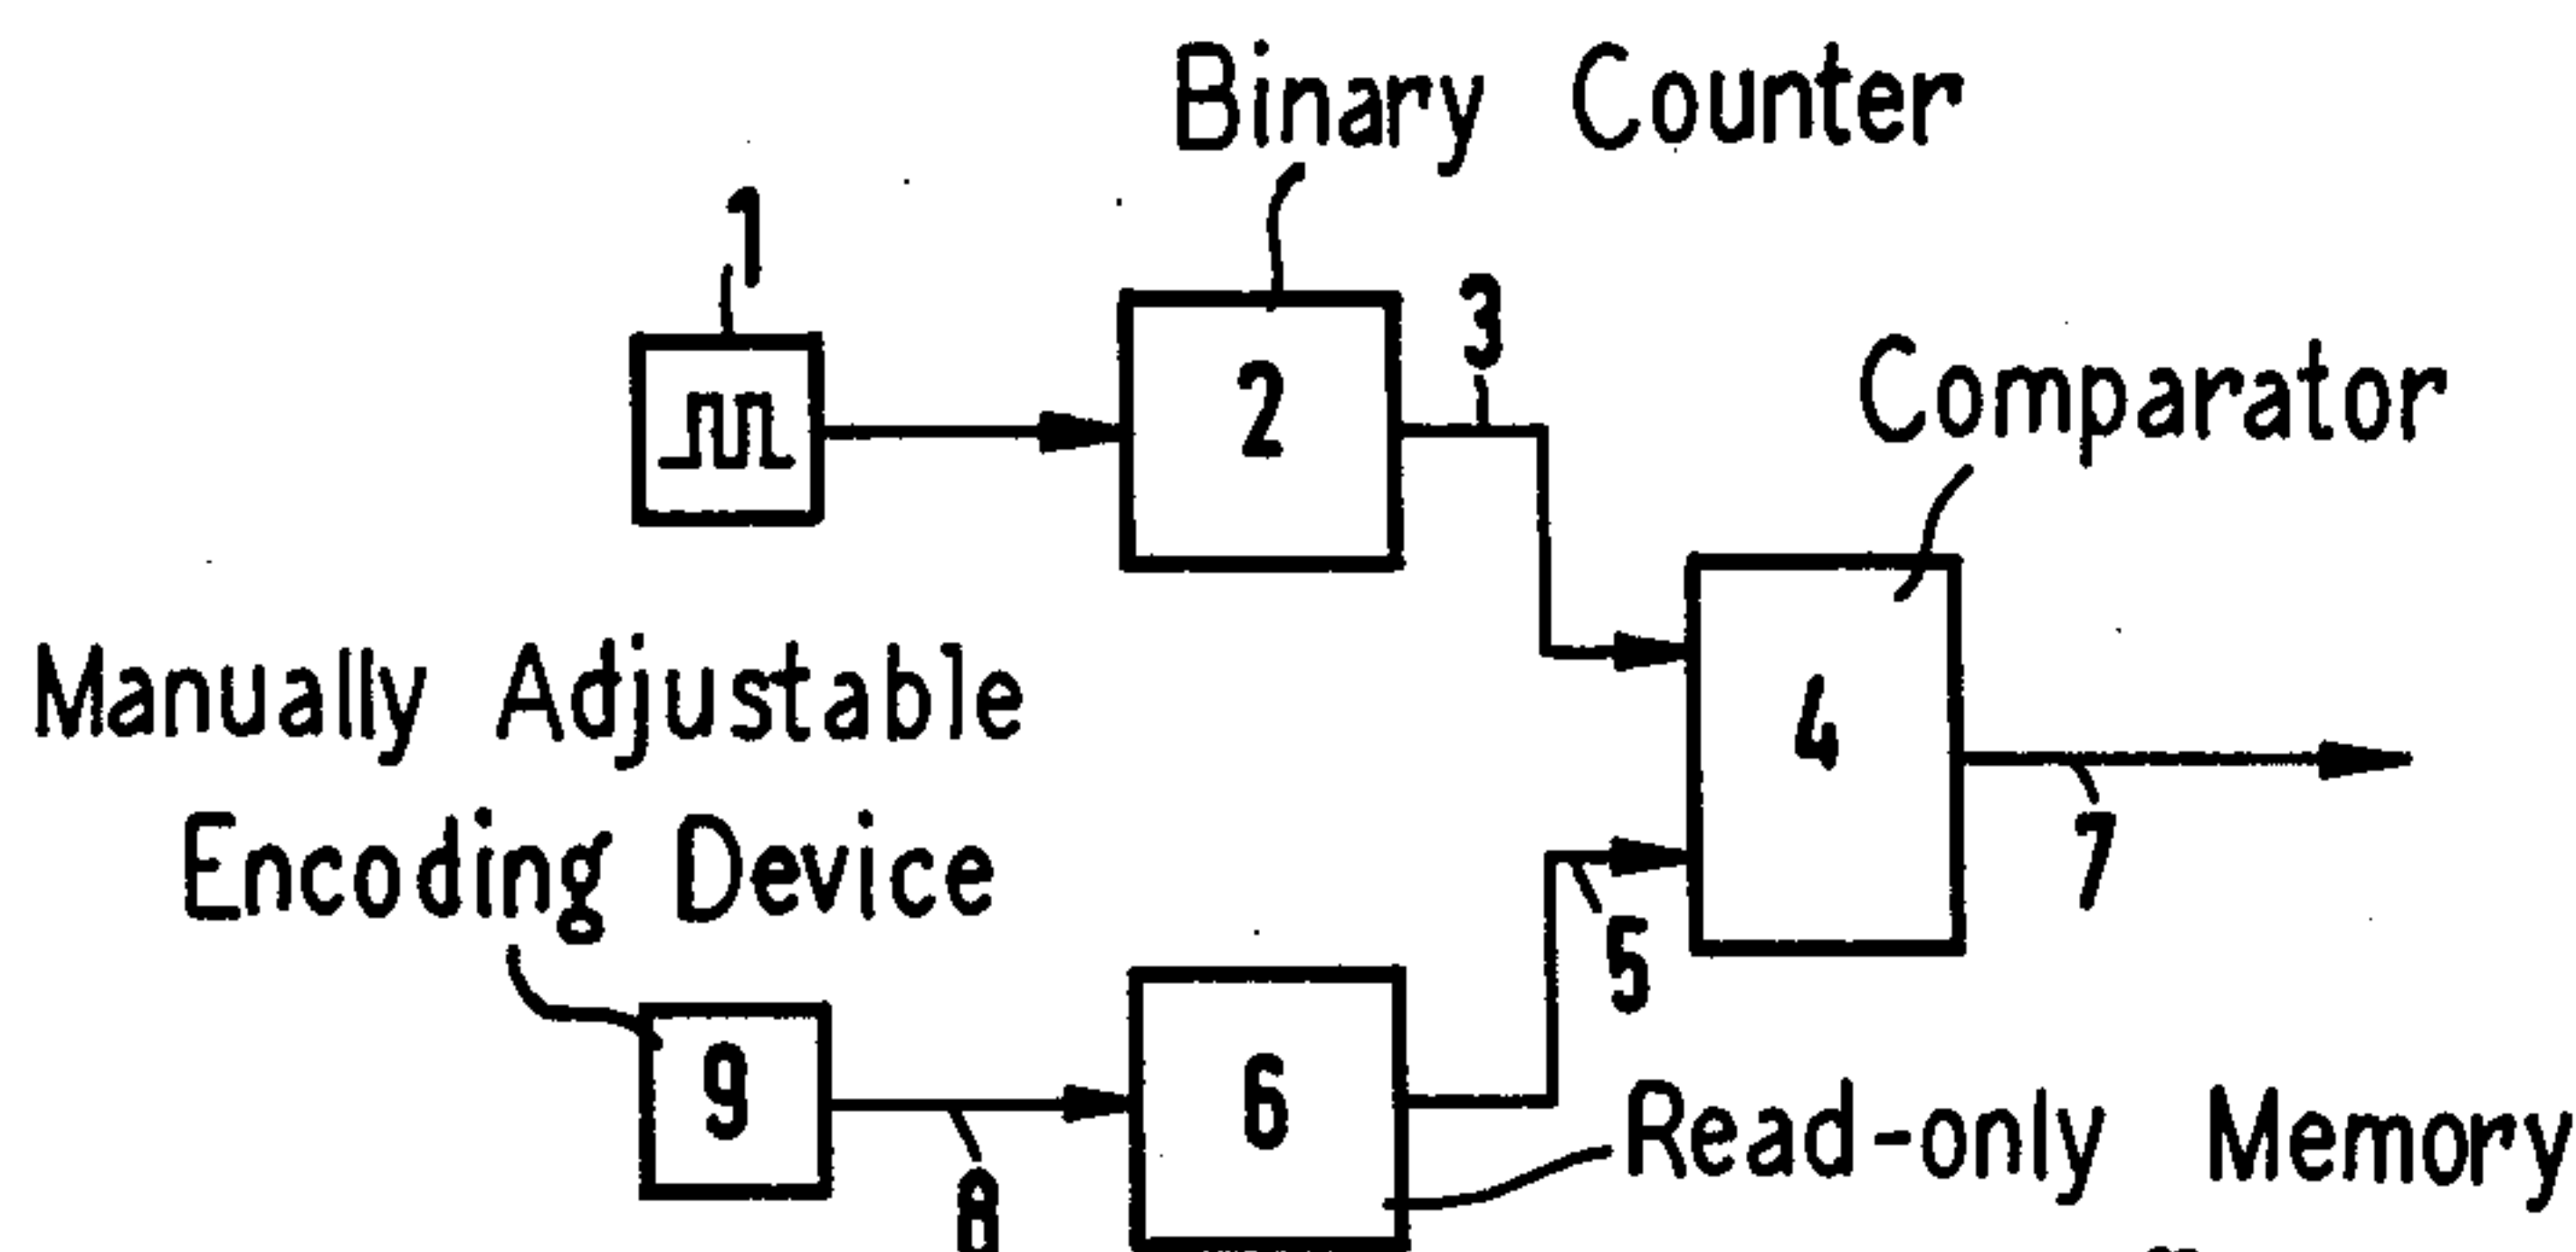 Binary Counter
1
3
2
Comparator
Manually Adjustable
4
Encoding Device
7
5
9
6
Read-only Memory
8